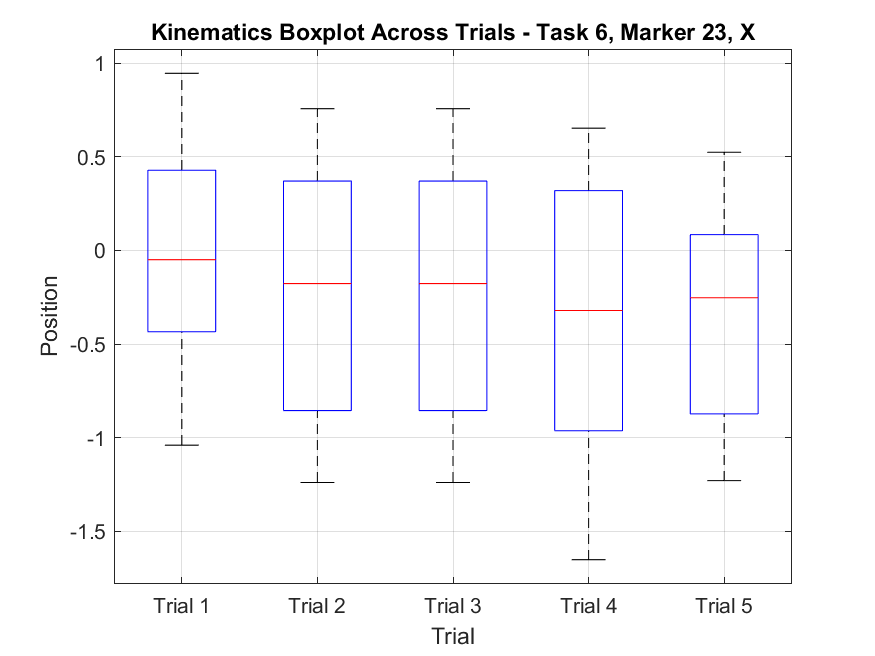 Kinematics Boxplot Across Trials - Task 6, Marker 23, X
1
0.5
0
-0.5
-1
-1.5
Position
Trial 1
Trial 2
Trial 3
Trial 4
Trial 5
Trial